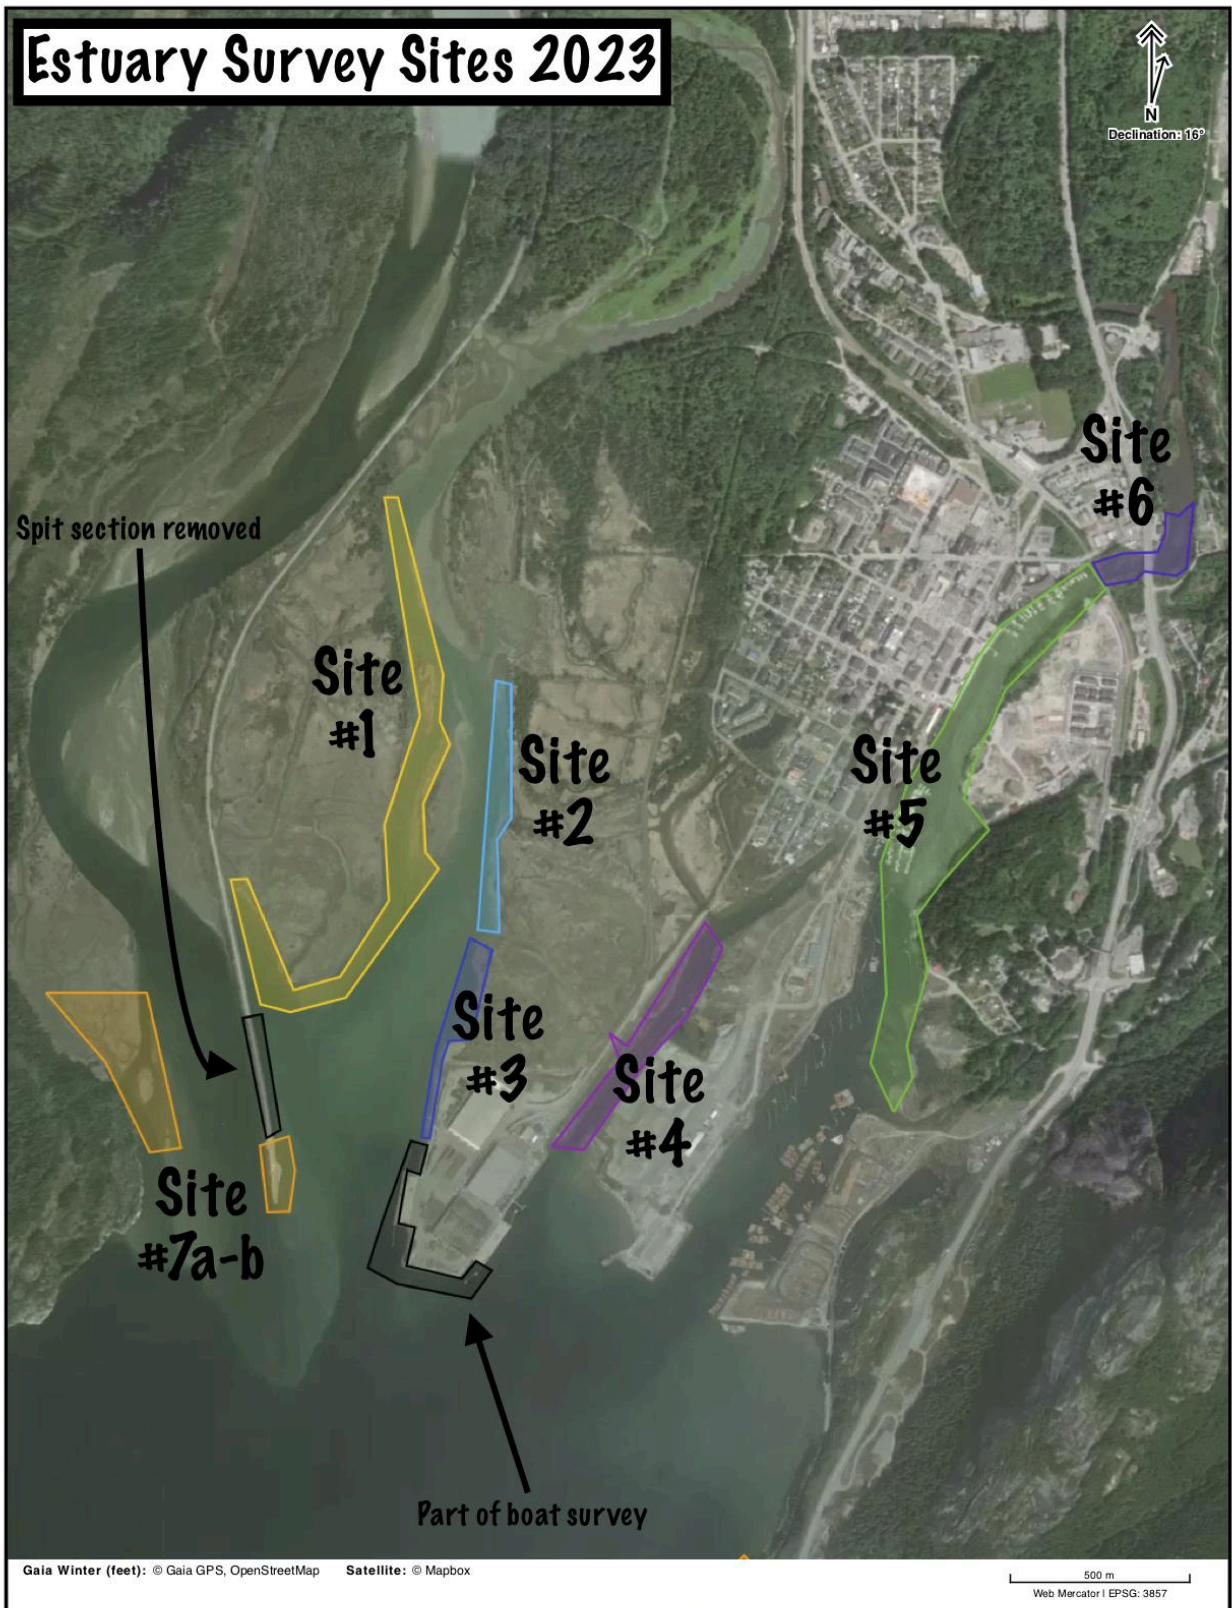 Estuary Survey Sites 2023
N
Declination: 16°
Site
#6
Spit section removed
Site
#1
Site
#2
Site
#5
Site
#3
Site
#4
Site
#7a-b
Part of boat survey
Gaia Winter (feet): © Gaia GPS, OpenStreetMap Satellite: © Mapbox
500 m
Web Mercator | EPSG: 3857